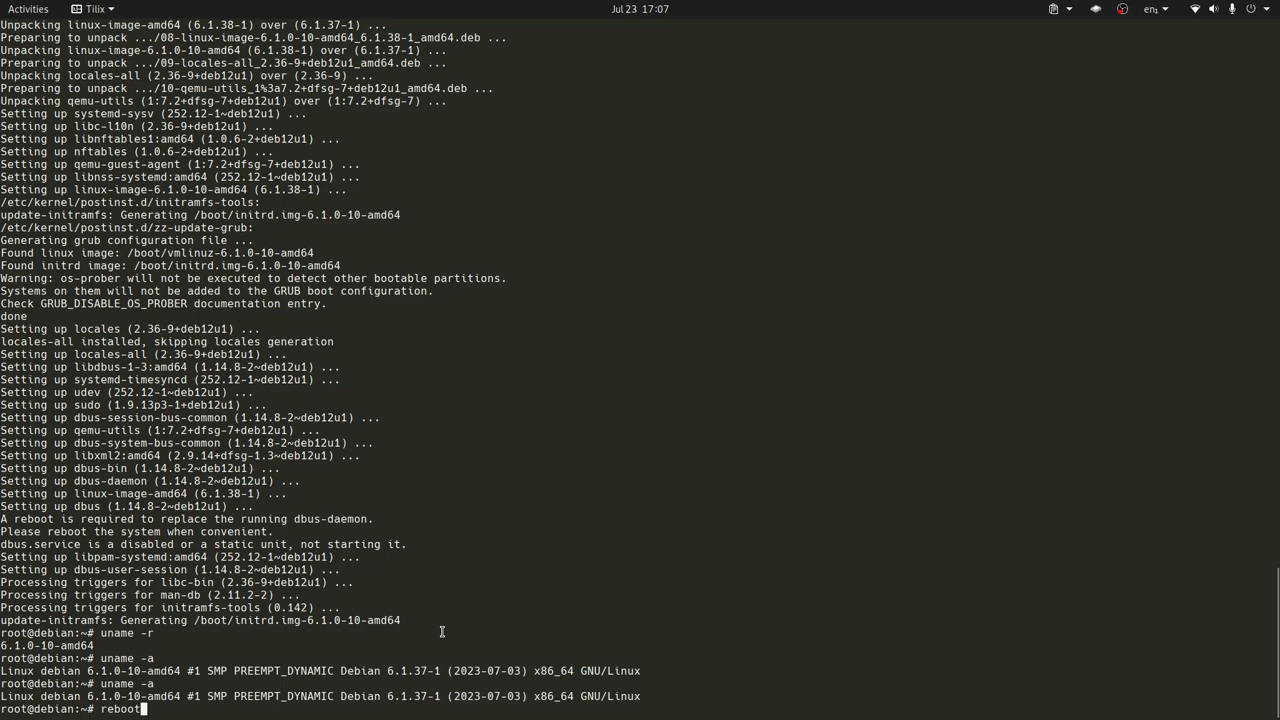 Activities Tilix Jul 23 17:07 en₁
Unpacking linux-image-amd64 (6.1.38-1) over (6.1.37-1) ...
Preparing to unpack .../08-linux-image-6.1.0-10-amd64_6.1.38-1_amd64.deb ...
Unpacking linux-image-6.1.0-10-amd64 (6.1.38-1) over (6.1.37-1) ...
Preparing to unpack .../09-locales-all_2.36-9+deb12u1_amd64.deb ...
Unpacking locales-all (2.36-9+deb12u1) over (2.36-9) ...
Preparing to unpack .../10-qemu-utils_1%3a7.2+dfsg-7+deb12u1_amd64.deb ...
Unpacking qemu-utils (1:7.2+dfsg-7+deb12u1) over (1:7.2+dfsg-7) ...
Setting up systemd-sysv (252.12-1~deb12u1) ...
Setting up libc-l10n (2.36-9+deb12u1) ...
Setting up libnftables1:amd64 (1.0.6-2+deb12u1) ...
Setting up nftables (1.0.6-2+deb12u1) ...
Setting up qemu-guest-agent (1:7.2+dfsg-7+deb12u1) ...
Setting up libnss-systemd:amd64 (252.12-1~deb12u1) ...
Setting up linux-image-6.1.0-10-amd64 (6.1.38-1) ...
/etc/kernel/postinst.d/initramfs-tools:
update-initramfs: Generating /boot/initrd.img-6.1.0-10-amd64
/etc/kernel/postinst.d/zz-update-grub:
Generating grub configuration file ...
Found linux image: /boot/vmlinuz-6.1.0-10-amd64
Found initrd image: /boot/initrd.img-6.1.0-10-amd64
Warning: os-prober will not be executed to detect other bootable partitions.
Systems on them will not be added to the GRUB boot configuration.
Check GRUB_DISABLE_OS_PROBER documentation entry.
done
Setting up locales (2.36-9+deb12u1) ...
locales-all installed, skipping locales generation
Setting up locales-all (2.36-9+deb12u1) ...
Setting up libdbus-1-3:amd64 (1.14.8-2~deb12u1) ...
Setting up systemd-timesyncd (252.12-1~deb12u1) ...
Setting up udev (252.12-1~deb12u1) ...
Setting up sudo (1.9.13p3-1+deb12u1) ...
Setting up dbus-session-bus-common (1.14.8-2~deb12u1) ...
Setting up qemu-utils (1:7.2+dfsg-7+deb12u1) ...
Setting up dbus-system-bus-common (1.14.8-2~deb12u1) ...
Setting up libxml2:amd64 (2.9.14+dfsg-1.3~deb12u1) ...
Setting up dbus-bin (1.14.8-2~deb12u1) ...
Setting up dbus-daemon (1.14.8-2~deb12u1) ...
Setting up linux-image-amd64 (6.1.38-1) ...
Setting up dbus (1.14.8-2~deb12u1) ...
A reboot is required to replace the running dbus-daemon.
Please reboot the system when convenient.
dbus.service is a disabled or a static unit, not starting it.
Setting up libpam-systemd:amd64 (252.12-1~deb12u1) ...
Setting up dbus-user-session (1.14.8-2~deb12u1) ...
Processing triggers for libc-bin (2.36-9+deb12u1) ...
Processing triggers for man-db (2.11.2-2) ...
Processing triggers for initramfs-tools (0.142) ...
update-initramfs: Generating /boot/initrd.img-6.1.0-10-amd64
root@debian:~# uname -r
6.1.0-10-amd64
root@debian:~# uname -a
Linux debian 6.1.0-10-amd64 #1 SMP PREEMPT_DYNAMIC Debian 6.1.37-1 (2023-07-03) x86_64 GNU/Linux
root@debian:~# uname -a
Linux debian 6.1.0-10-amd64 #1 SMP PREEMPT_DYNAMIC Debian 6.1.37-1 (2023-07-03) x86_64 GNU/Linux
root@debian:~# reboot